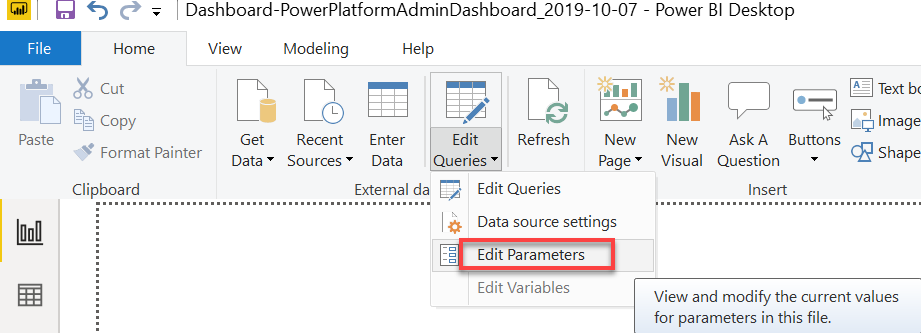 Dashboard-PowerPlatformAdminDashboard_2019-10-07 - Power BI Desktop
File Home View Modeling Help
Paste
Cut
Copy
Format Painter
Clipboard
Get
Data
Recent
Sources
Enter
Data
Edit
Queries
Refresh
External da
New
Page
New
Visual
Ask A
Question
Buttons
Text bo
Image
Shape
Insert
Edit Queries
Data source settings
Edit Parameters
Edit Variables
View and modify the current values
for parameters in this file.